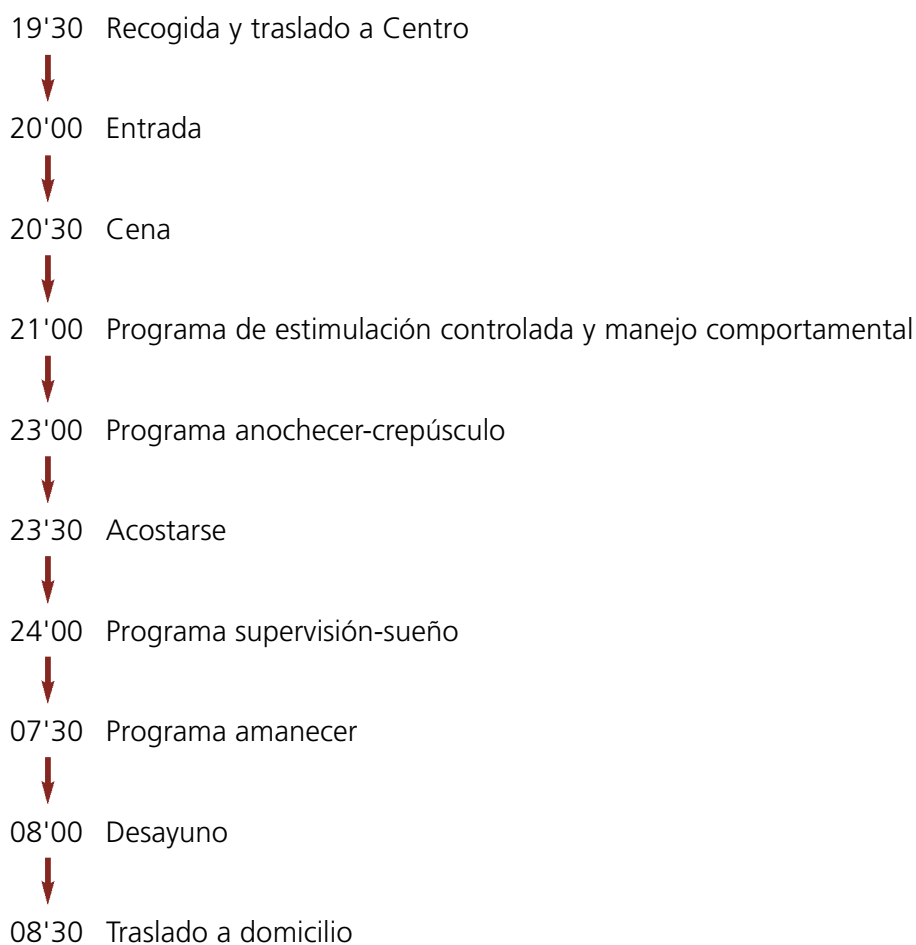 19'30 Recogida y traslado a Centro
20'00 Entrada
20'30 Cena
21'00 Programa de estimulación controlada y manejo comportamental
23'00 Programa anochecer-crepúsculo
23'30 Acostarse
24'00 Programa supervisión-sueño
07'30 Programa amanecer
08'00 Desayuno
08'30 Traslado a domicilio